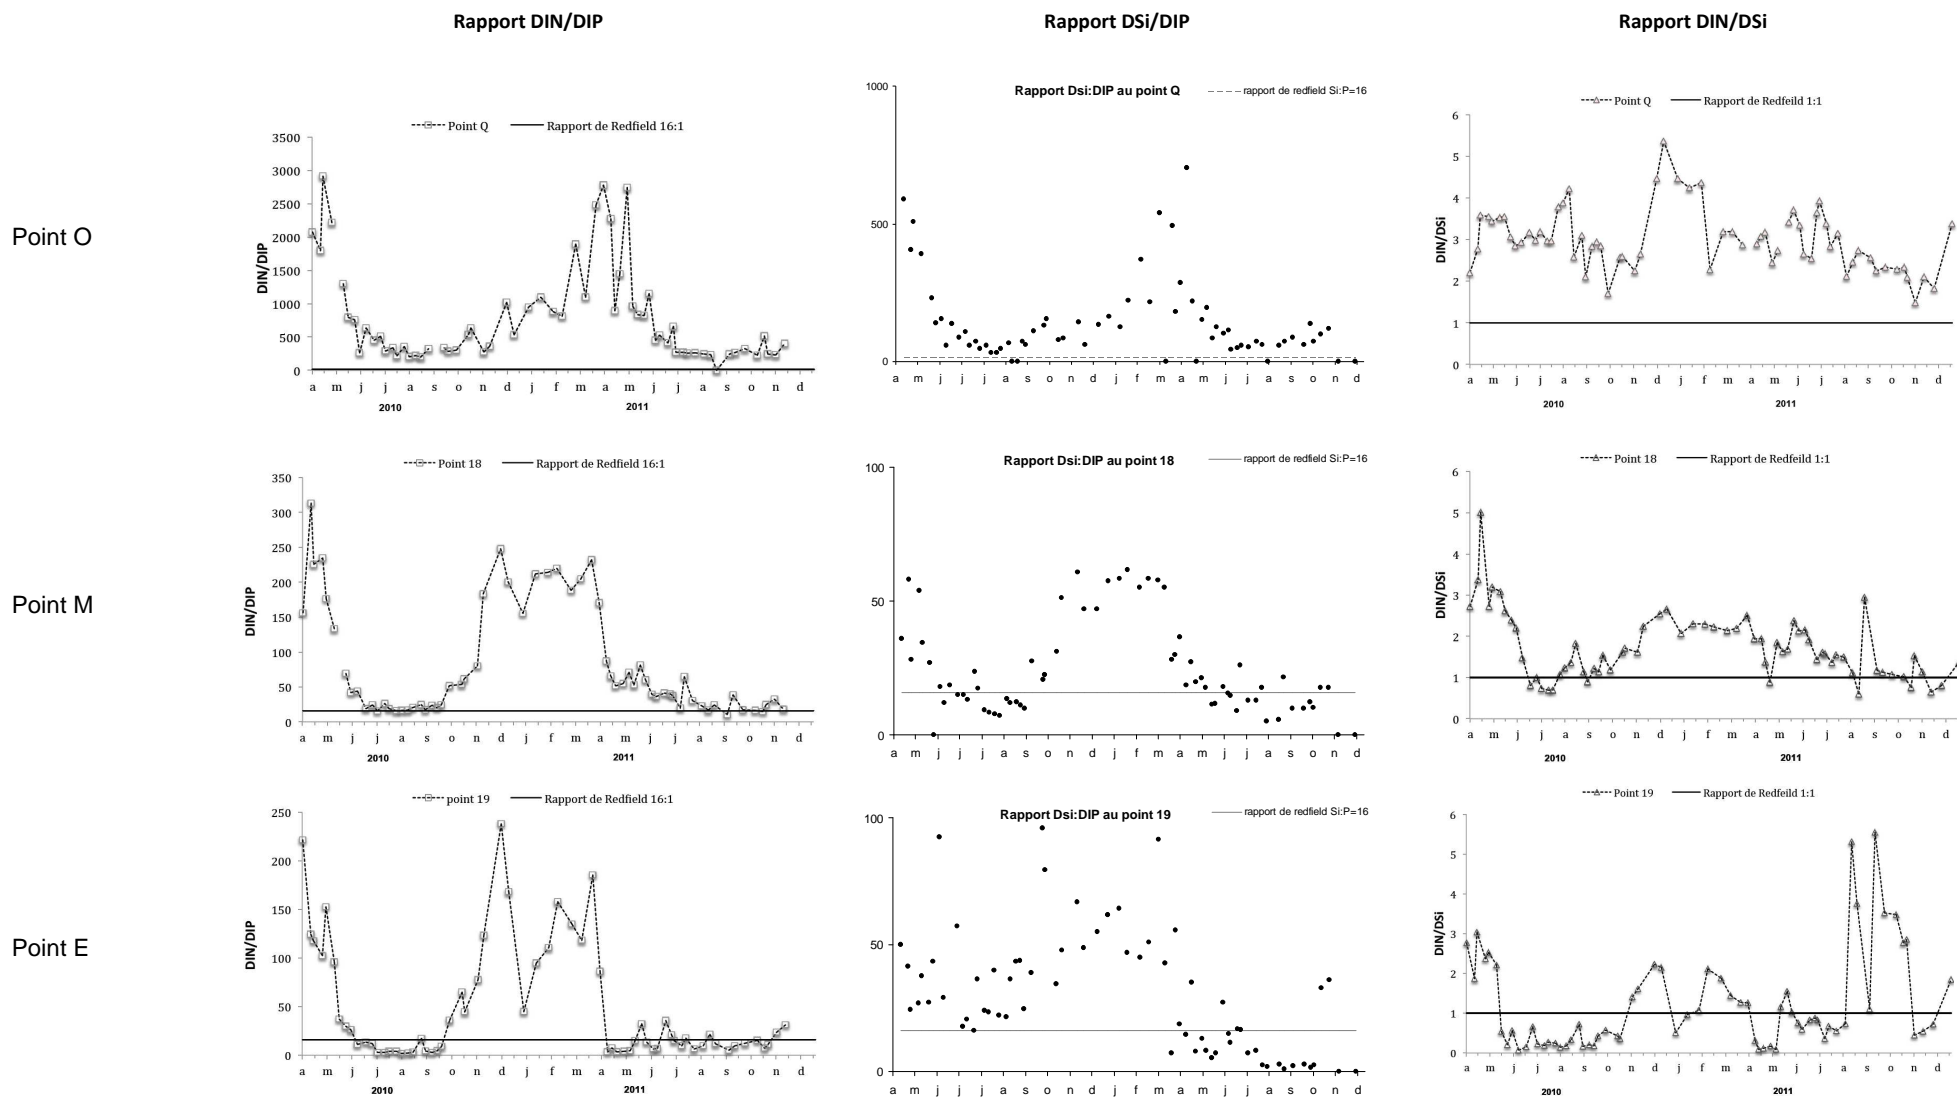 Rapport DIN/DIP
Rapport DSi/DIP
Rapport DIN/DSi
Point O
Point Q
Rapport de Redfield 16:1
3500
3000
2500
2000
1500
1000
500
0
DIN/DIP
a m j j a s o n d j f m a m j j a s o n d
2010
2011
Rapport Dsi:DIP au point Q
rapport de redfield Si:P=16
1000
500
0
a m j j j a s o n d j f m a m j j a s o d
Point Q
Rapport de Redfeild 1:1
6
5
4
3
2
1
0
DIN/DSi
a m j j a s o n d j f m a m j j a s o n d
2010
2011
Point M
Point 18
Rapport de Redfield 16:1
350
300
250
200
150
100
50
0
DIN/DIP
a m j j a s o n d j f m a m j j a s o n d
2010
2011
Rapport Dsi:DIP au point 18
rapport de redfield Si:P=16
100
50
0
a m j j j a s o n d j f m a m j j a s o d
Point 18
Rapport de Redfeild 1:1
6
5
4
3
2
1
0
DIN/DSi
a m j j a s o n d j f m a m j j a s o n d
2010
2011
Point E
point 19
Rapport de Redfield 16:1
250
200
150
100
50
0
DIN/DIP
a m j j a s o n d j f m a m j j a s o n d
2010
2011
Rapport Dsi:DIP au point 19
rapport de redfield Si:P=16
100
50
0
a m j j j a s o n d j f m a m j j a s o d
Point 19
Rapport de Redfeild 1:1
6
5
4
3
2
1
0
DIN/DSi
a m j j a s o n d j f m a m j j a s o n d
2010
2011